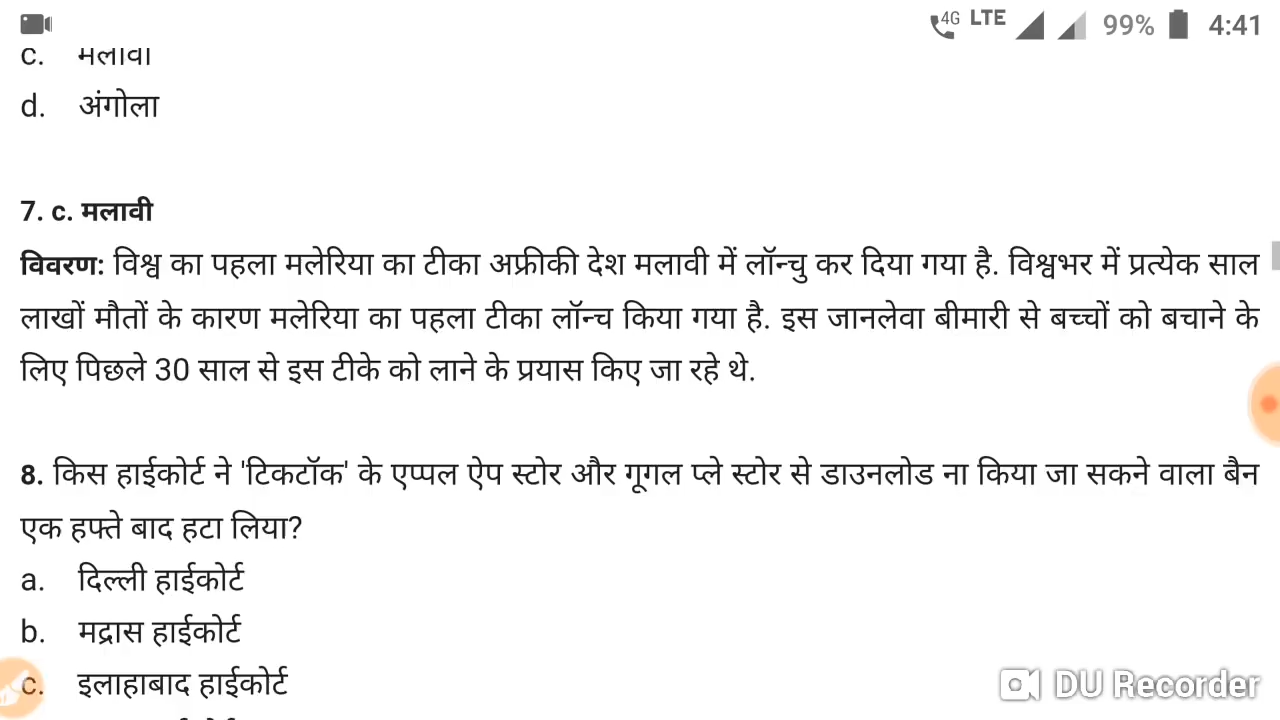 4G LTE 99% 4:41
c. मलावी
d. अंगोला
7. c. मलावी
विवरण: विश्व का पहला मलेरिया का टीका अफ्रीकी देश मलावी में लॉन्चु कर दिया गया है. विश्वभर में प्रत्येक साल
लाखों मौतों के कारण मलेरिया का पहला टीका लॉन्च किया गया है. इस जानलेवा बीमारी से बच्चों को बचाने के
लिए पिछले 30 साल से इस टीके को लाने के प्रयास किए जा रहे थे.
8. किस हाईकोर्ट ने 'टिकटॉक' के एप्पल ऐप स्टोर और गूगल प्ले स्टोर से डाउनलोड ना किया जा सकने वाला बैन
एक हफ्ते बाद हटा लिया?
a. दिल्ली हाईकोर्ट
b. मद्रास हाईकोर्ट
c. इलाहाबाद हाईकोर्ट
DU Recorder